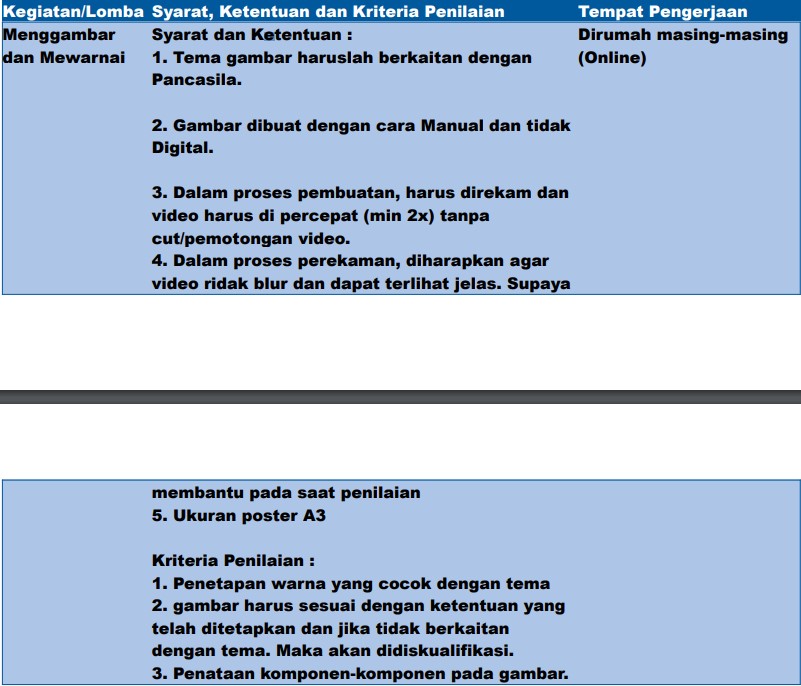 Kegiatan/Lomba Syarat, Ketentuan dan Kriteria Penilaian Tempat Pengerjaan
Menggambar dan Mewarnai
Syarat dan Ketentuan :
1. Tema gambar haruslah berkaitan dengan
Pancasila.
2. Gambar dibuat dengan cara Manual dan tidak
Digital.
3. Dalam proses pembuatan, harus direkam dan
video harus di percepat (min 2x) tanpa
cut/pemotongan video.
4. Dalam proses perekaman, diharapkan agar
video ridak blur dan dapat terlihat jelas. Supaya
Dirumah masing-masing
(Online)
membantu pada saat penilaian
5. Ukuran poster A3
Kriteria Penilaian :
1. Penetapan warna yang cocok dengan tema
2. gambar harus sesuai dengan ketentuan yang
telah ditetapkan dan jika tidak berkaitan
dengan tema. Maka akan didiskualifikasi.
3. Penataan komponen-komponen pada gambar.